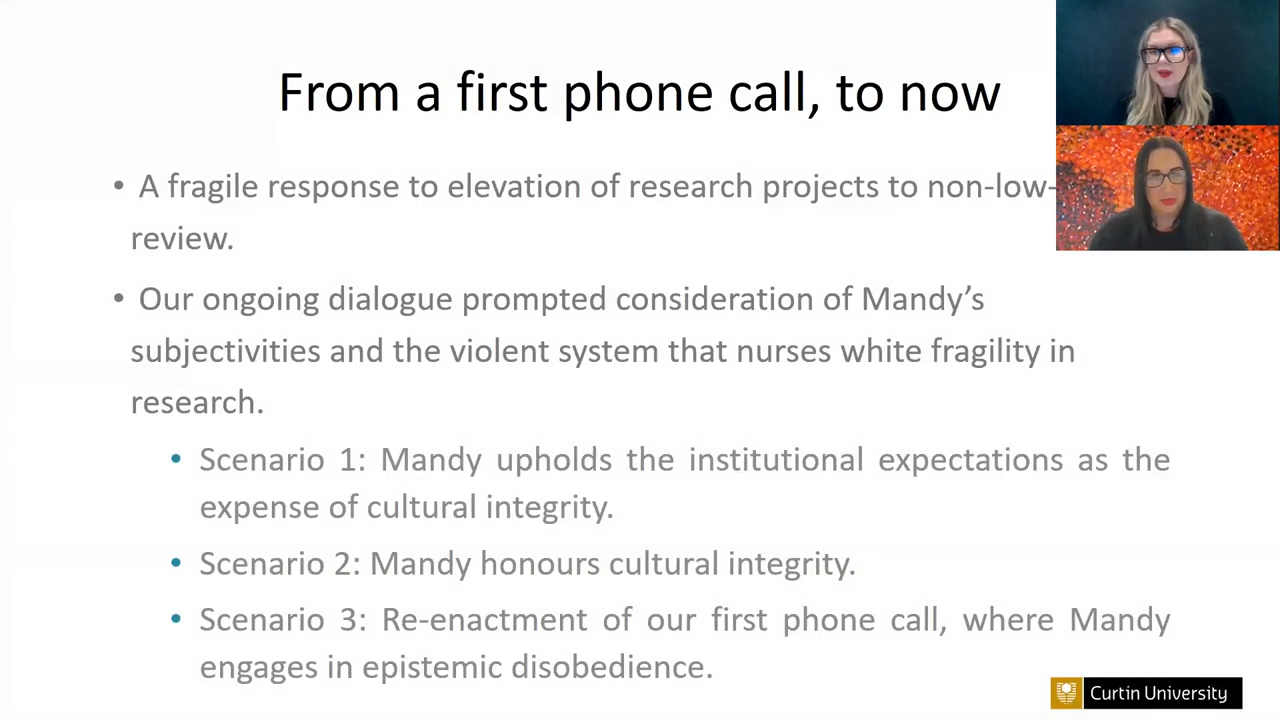 From a first phone call, to now
• A fragile response to elevation of research projects to non-low-
review.
• Our ongoing dialogue prompted consideration of Mandy’s
subjectivities and the violent system that nurses white fragility in
research.
• Scenario 1: Mandy upholds the institutional expectations as the
expense of cultural integrity.
• Scenario 2: Mandy honours cultural integrity.
• Scenario 3: Re-enactment of our first phone call, where Mandy
engages in epistemic disobedience.
Curtin University